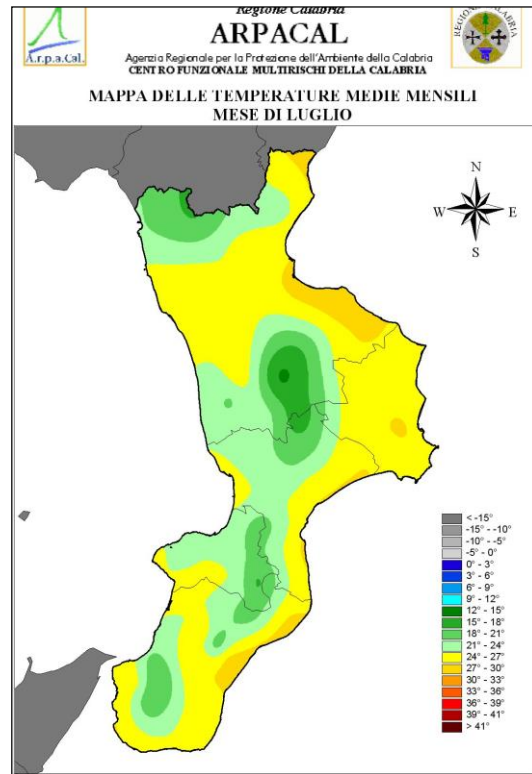 Regione Calabria
ARPACAL
A.r.p.a.Cal.
REGIONE CALABRIA
Agenzia Regionale per la Protezione dell'Ambiente della Calabria
CENTRO FUNZIONALE MULTIRISCHI DELLA CALABRIA
MAPPA DELLE TEMPERATURE MEDIE MENSILI
MESE DI LUGLIO
N
W E
S
< -15°
-15° - -10°
-10° - -5°
-5° - 0°
0° - 3°
3° - 6°
6° - 9°
9° - 12°
12° - 15°
15° - 18°
18° - 21°
21° - 24°
24° - 27°
27° - 30°
30° - 33°
33° - 36°
36° - 39°
39° - 41°
> 41°